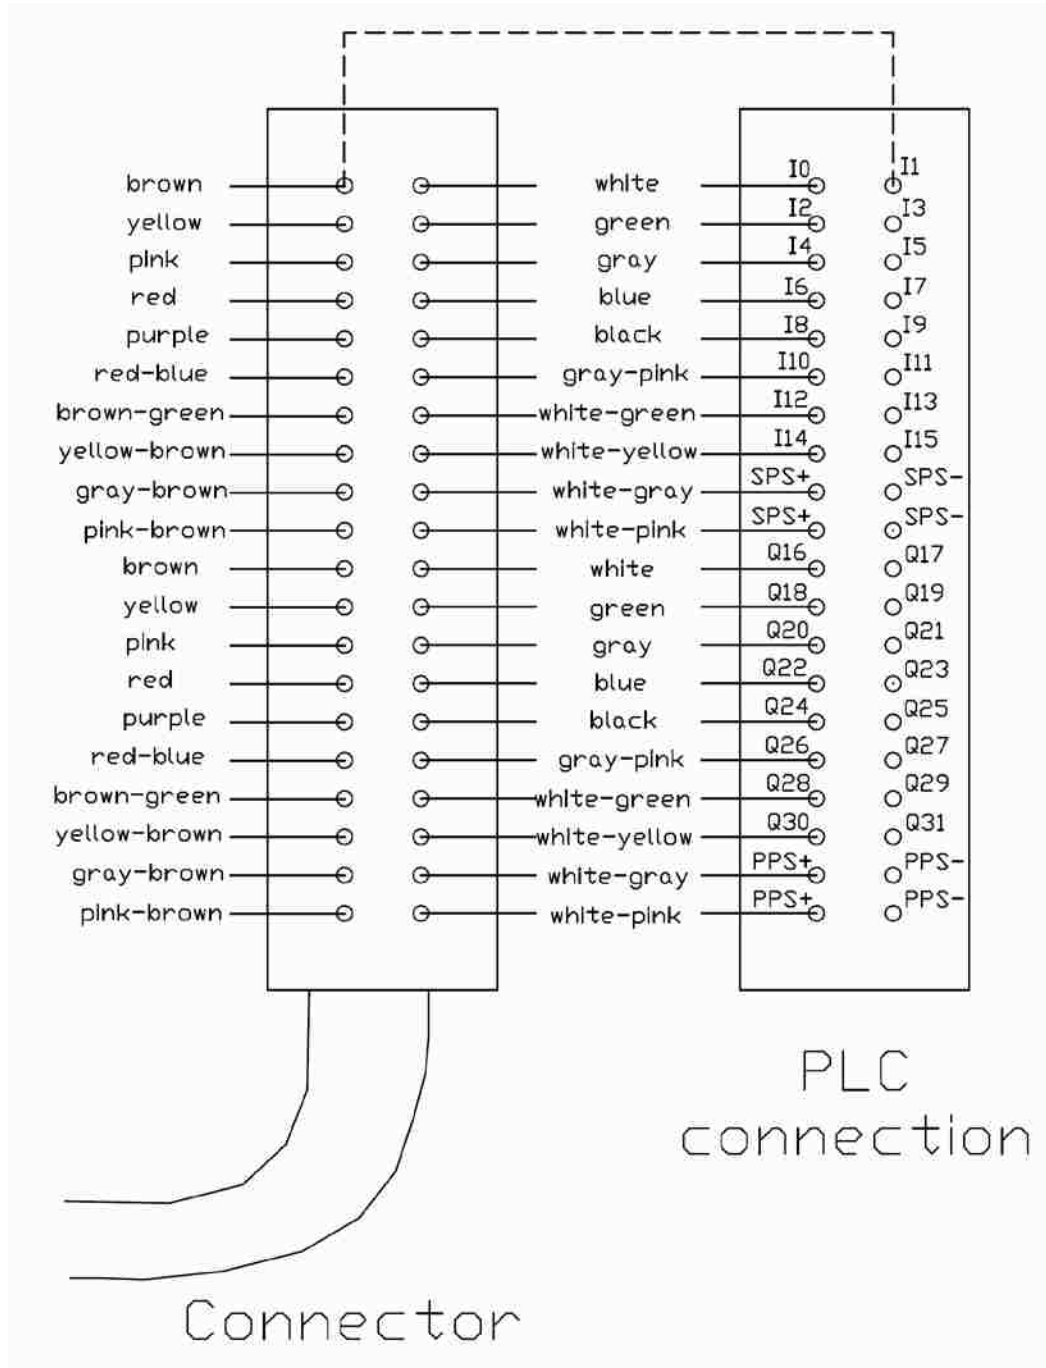 brown white I0 I1
yellow green I2 I3
pink gray I4 I5
red blue I6 I7
purple black I8 I9
red-blue gray-pink I10 I11
brown-green white-green I12 I13
yellow-brown white-yellow I14 I15
gray-brown white-gray SPS+ SPS-
pink-brown white-pink SPS+ SPS-
brown white Q16 Q17
yellow green Q18 Q19
pink gray Q20 Q21
red blue Q22 Q23
purple black Q24 Q25
red-blue gray-pink Q26 Q27
brown-green white-green Q28 Q29
yellow-brown white-yellow Q30 Q31
gray-brown white-gray PPS+ PPS-
pink-brown white-pink PPS+ PPS-
PLC
connection
Connector